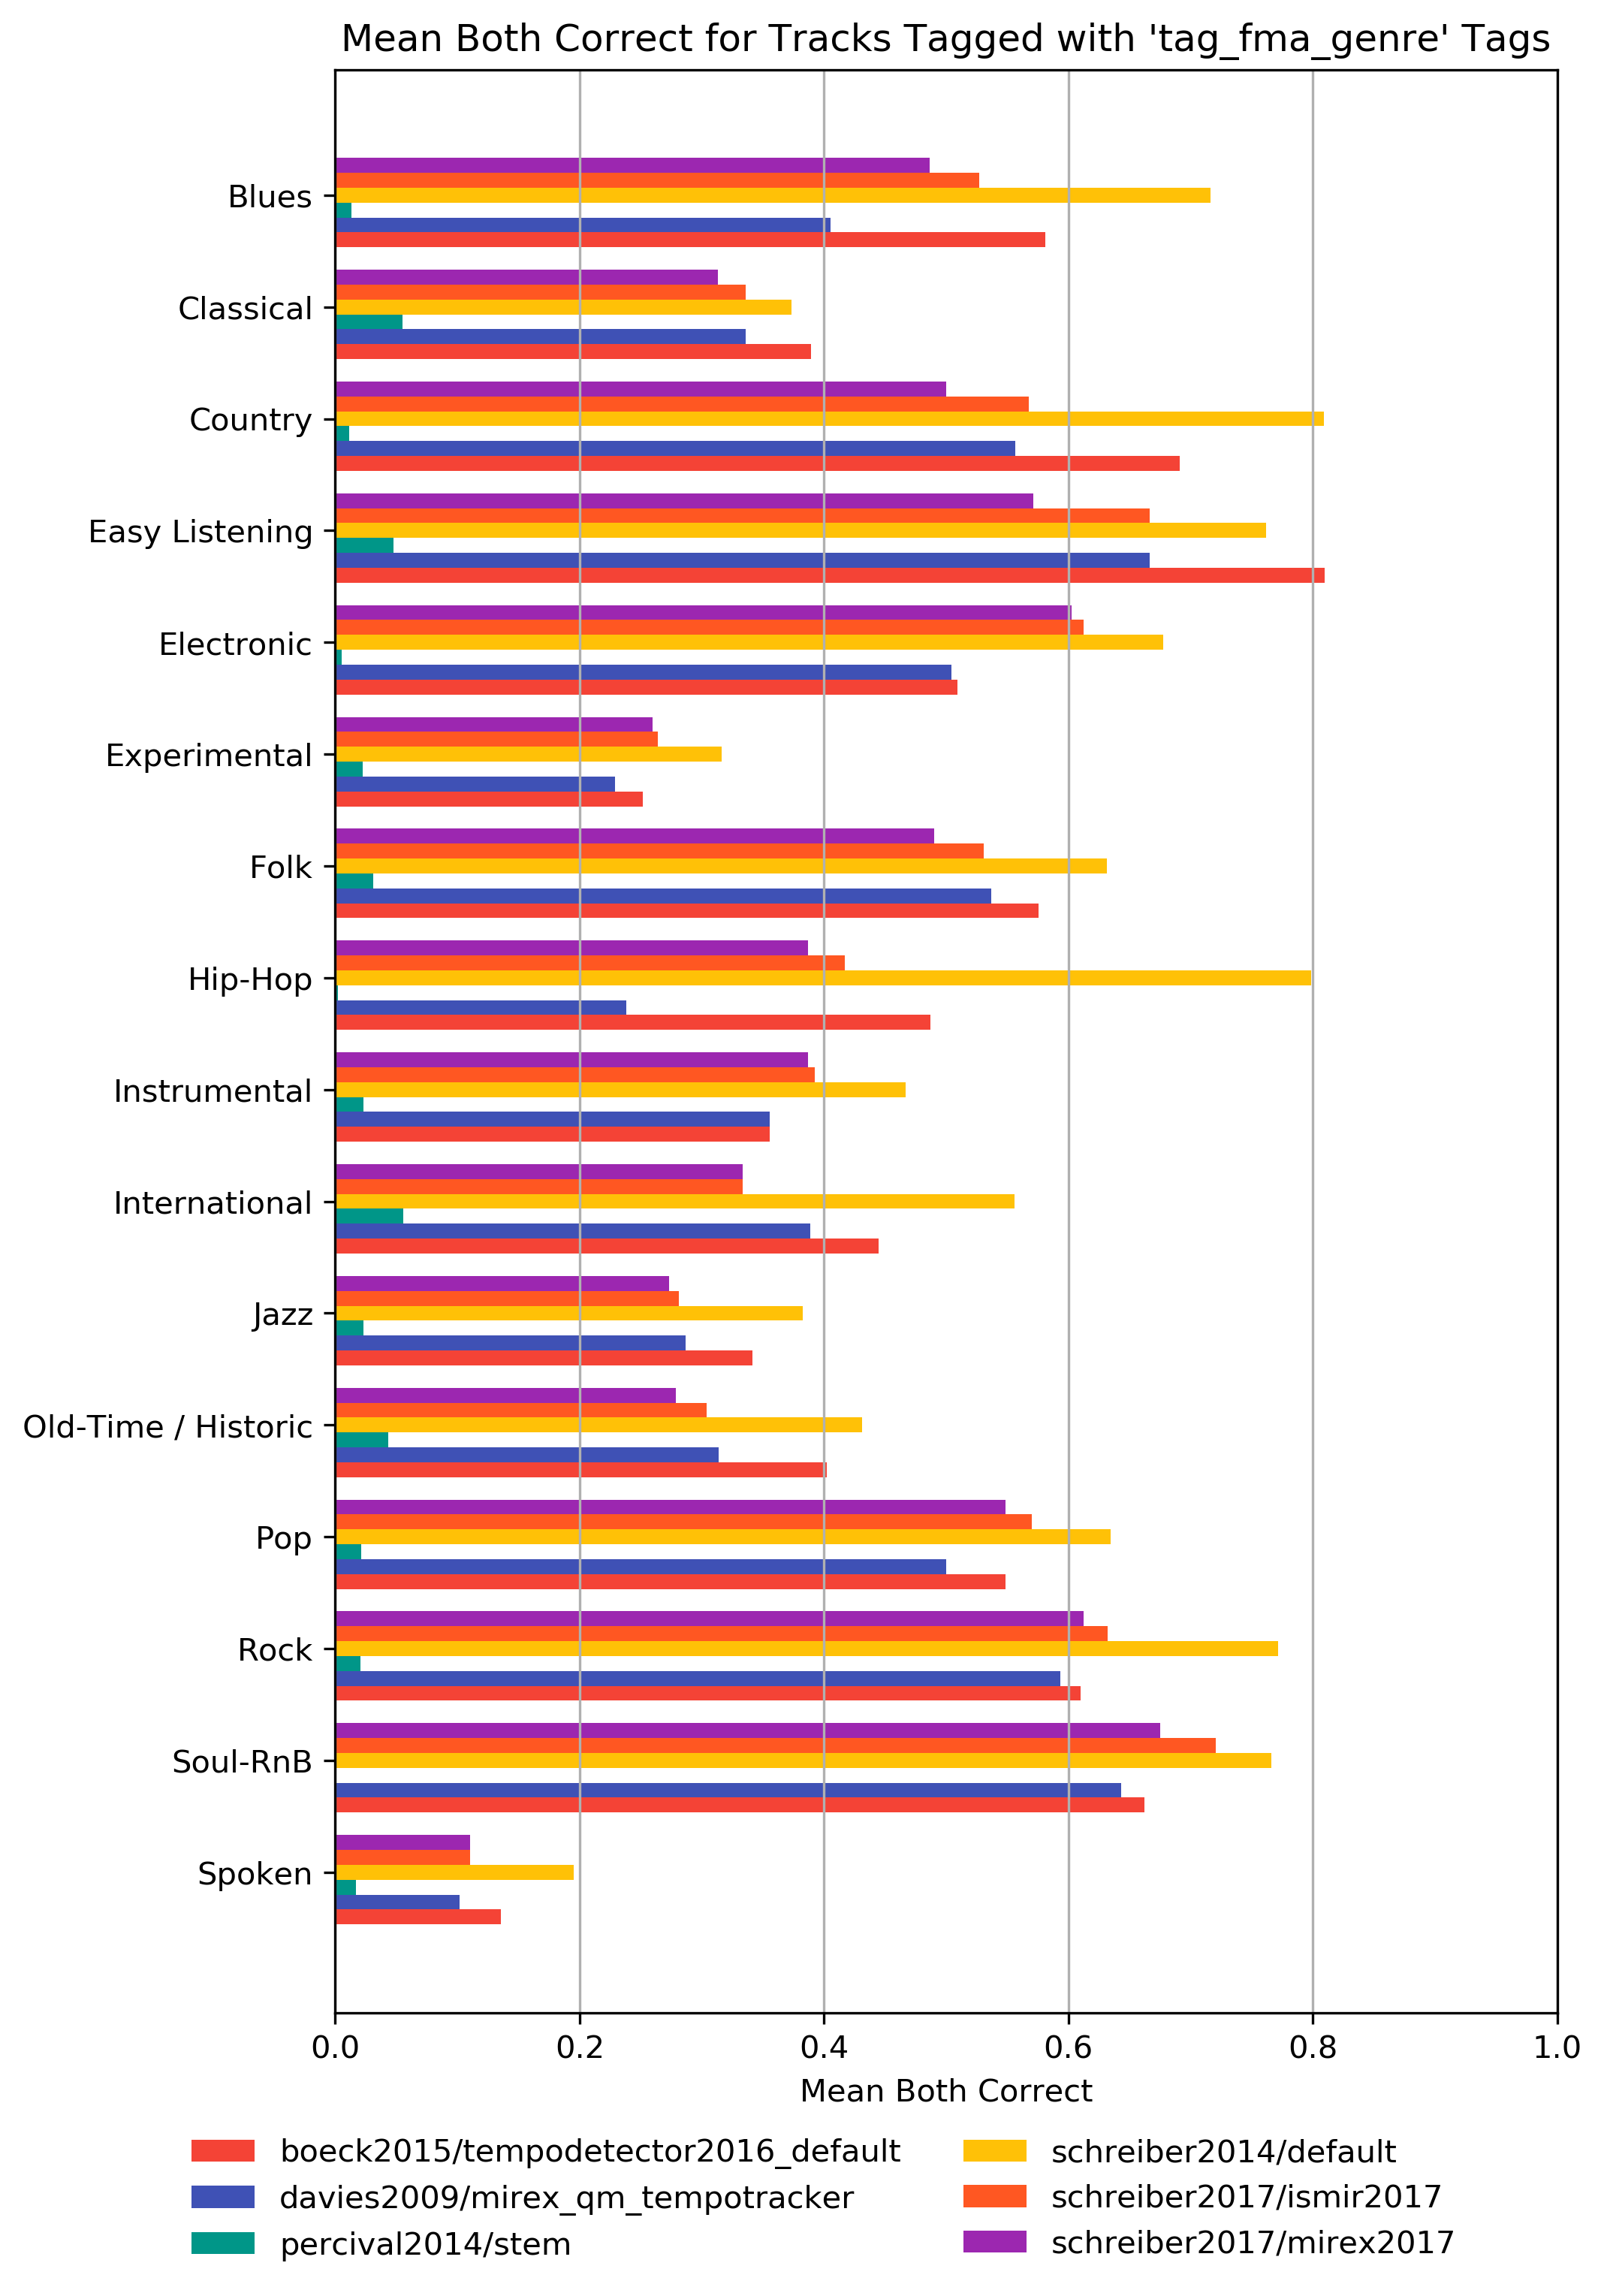 Mean Both Correct for Tracks Tagged with 'tag_fma_genre' Tags
Blues
Classical
Country
Easy Listening
Electronic
Experimental
Folk
Hip-Hop
Instrumental
International
Jazz
Old-Time / Historic
Pop
Rock
Soul-RnB
Spoken
0.0 0.2 0.4 0.6 0.8 1.0
Mean Both Correct
boeck2015/tempodetector2016_default
davies2009/mirex_qm_tempotracker
percival2014/stem
schreiber2014/default
schreiber2017/ismir2017
schreiber2017/mirex2017